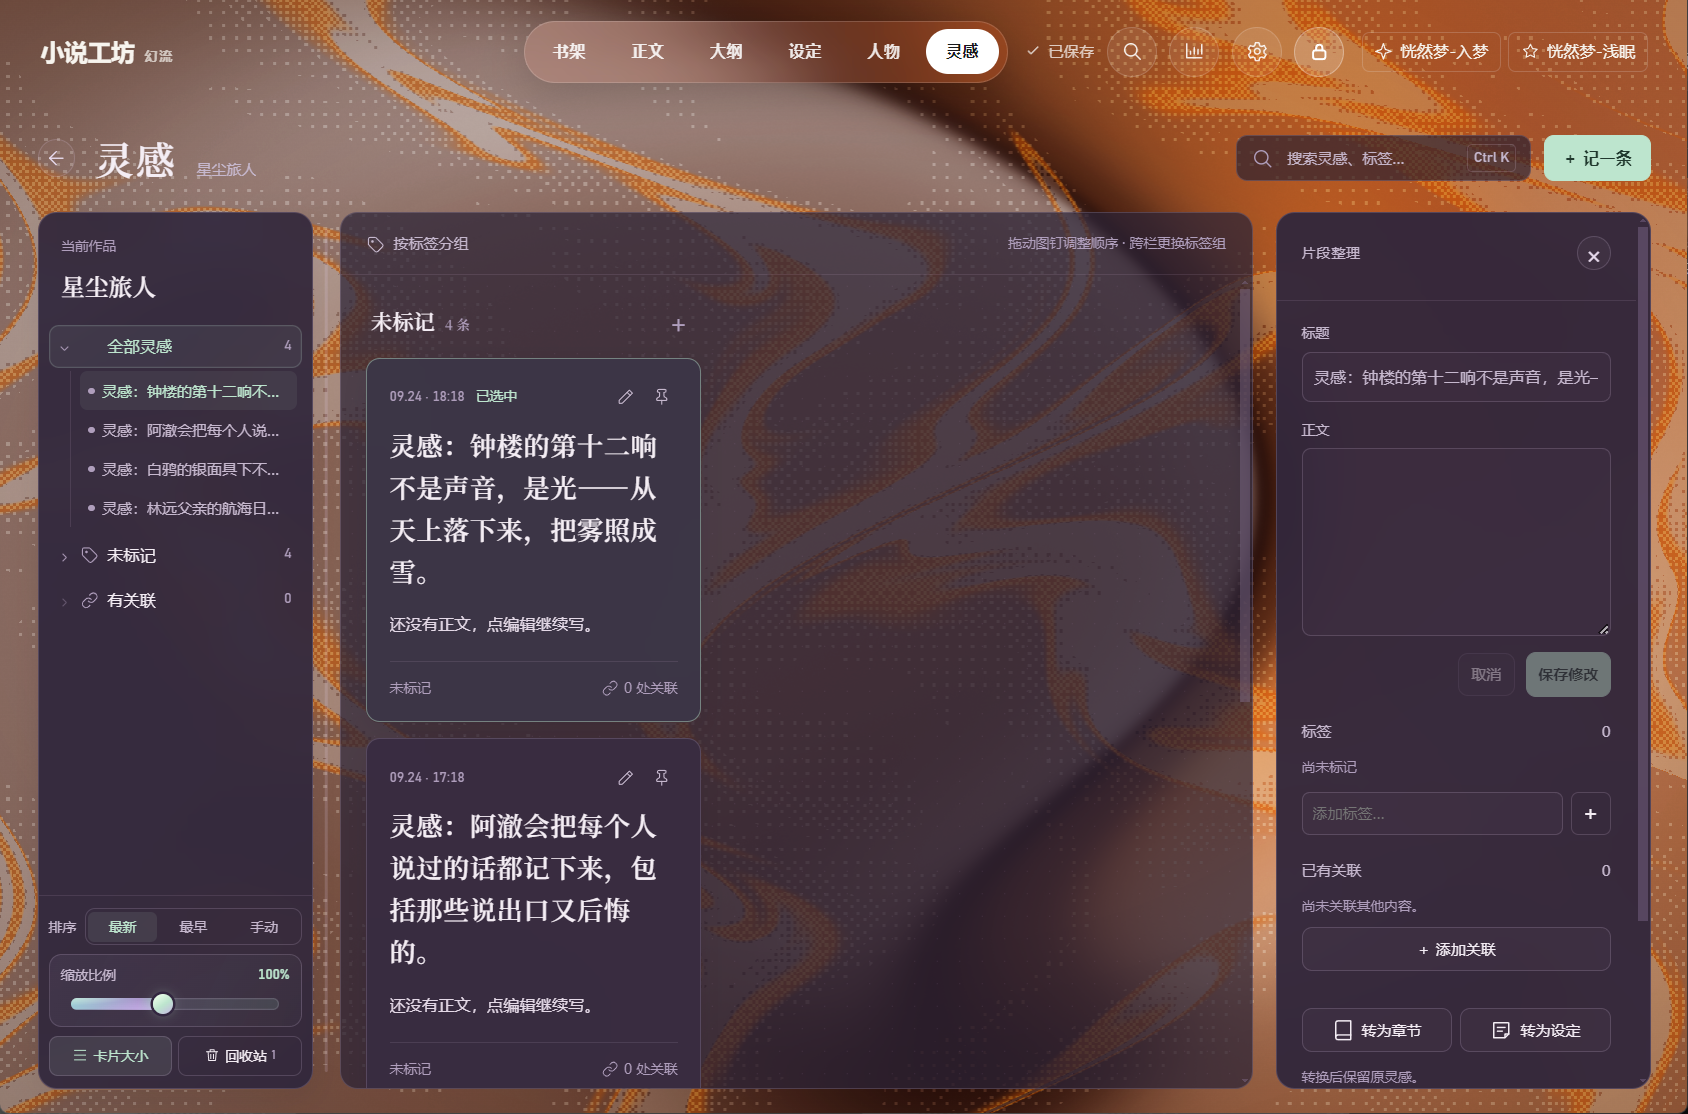 小说工坊 幻流
书架 正文 大纲 设定 人物 灵感
已保存
恍然梦-入梦
恍然梦-浅眠
灵感 星尘旅人
搜索灵感、标签... Ctrl K
+ 记一条
当前作品
星尘旅人
全部灵感 4
灵感：钟楼的第十二响不...
灵感：阿澈会把每个人说...
灵感：白鸦的银面具下不...
灵感：林远父亲的航海日...
未标记 4
有关联 0
排序 最新 最早 手动
缩放比例 100%
卡片大小
回收站 1
按标签分组
拖动图钉调整顺序 · 跨栏更换标签组
未标记 4 条
09.24 · 18:18 已选中
灵感：钟楼的第十二响
不是声音，是光——从
天上落下来，把雾照成
雪。
还没有正文，点编辑继续写。
未标记 0 处关联
09.24 · 17:18
灵感：阿澈会把每个人
说过的话都记下来，包
括那些说出口又后悔
的。
还没有正文，点编辑继续写。
未标记 0 处关联
片段整理
标题
灵感：钟楼的第十二响不是声音，是光—
正文
取消 保存修改
标签 0
尚未标记
添加标签...
已有关联 0
尚未关联其他内容。
+ 添加关联
转为章节
转为设定
转换后保留原灵感。